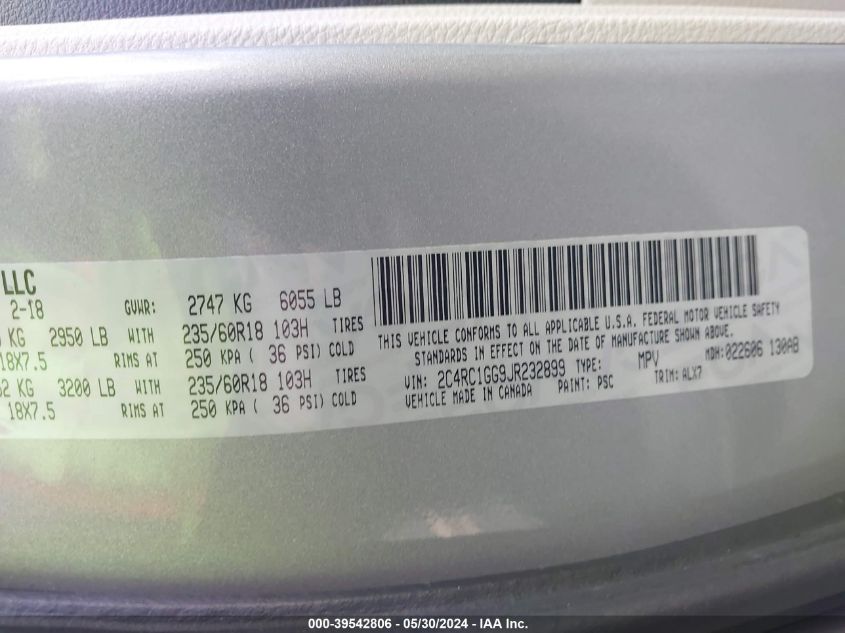 LLC
2-18 GVWR: 2747 KG 6055 LB
KG 2950 LB WITH 235/60R18 103H TIRES
18X7.5 RIMS AT 250 KPA ( 36 PSI) COLD
KG 3200 LB WITH 235/60R18 103H TIRES
18X7.5 RIMS AT 250 KPA ( 36 PSI) COLD
THIS VEHICLE CONFORMS TO ALL APPLICABLE U.S.A. FEDERAL MOTOR VEHICLE SAFETY
STANDARDS IN EFFECT ON THE DATE OF MANUFACTURE SHOWN ABOVE.
VIN: 2C4RC1GG9JR232899 TYPE: MPV MDH:022606 130AB
VEHICLE MADE IN CANADA PAINT: PSC TRIM: ALX7
000-39542806 - 05/30/2024 - IAA Inc.